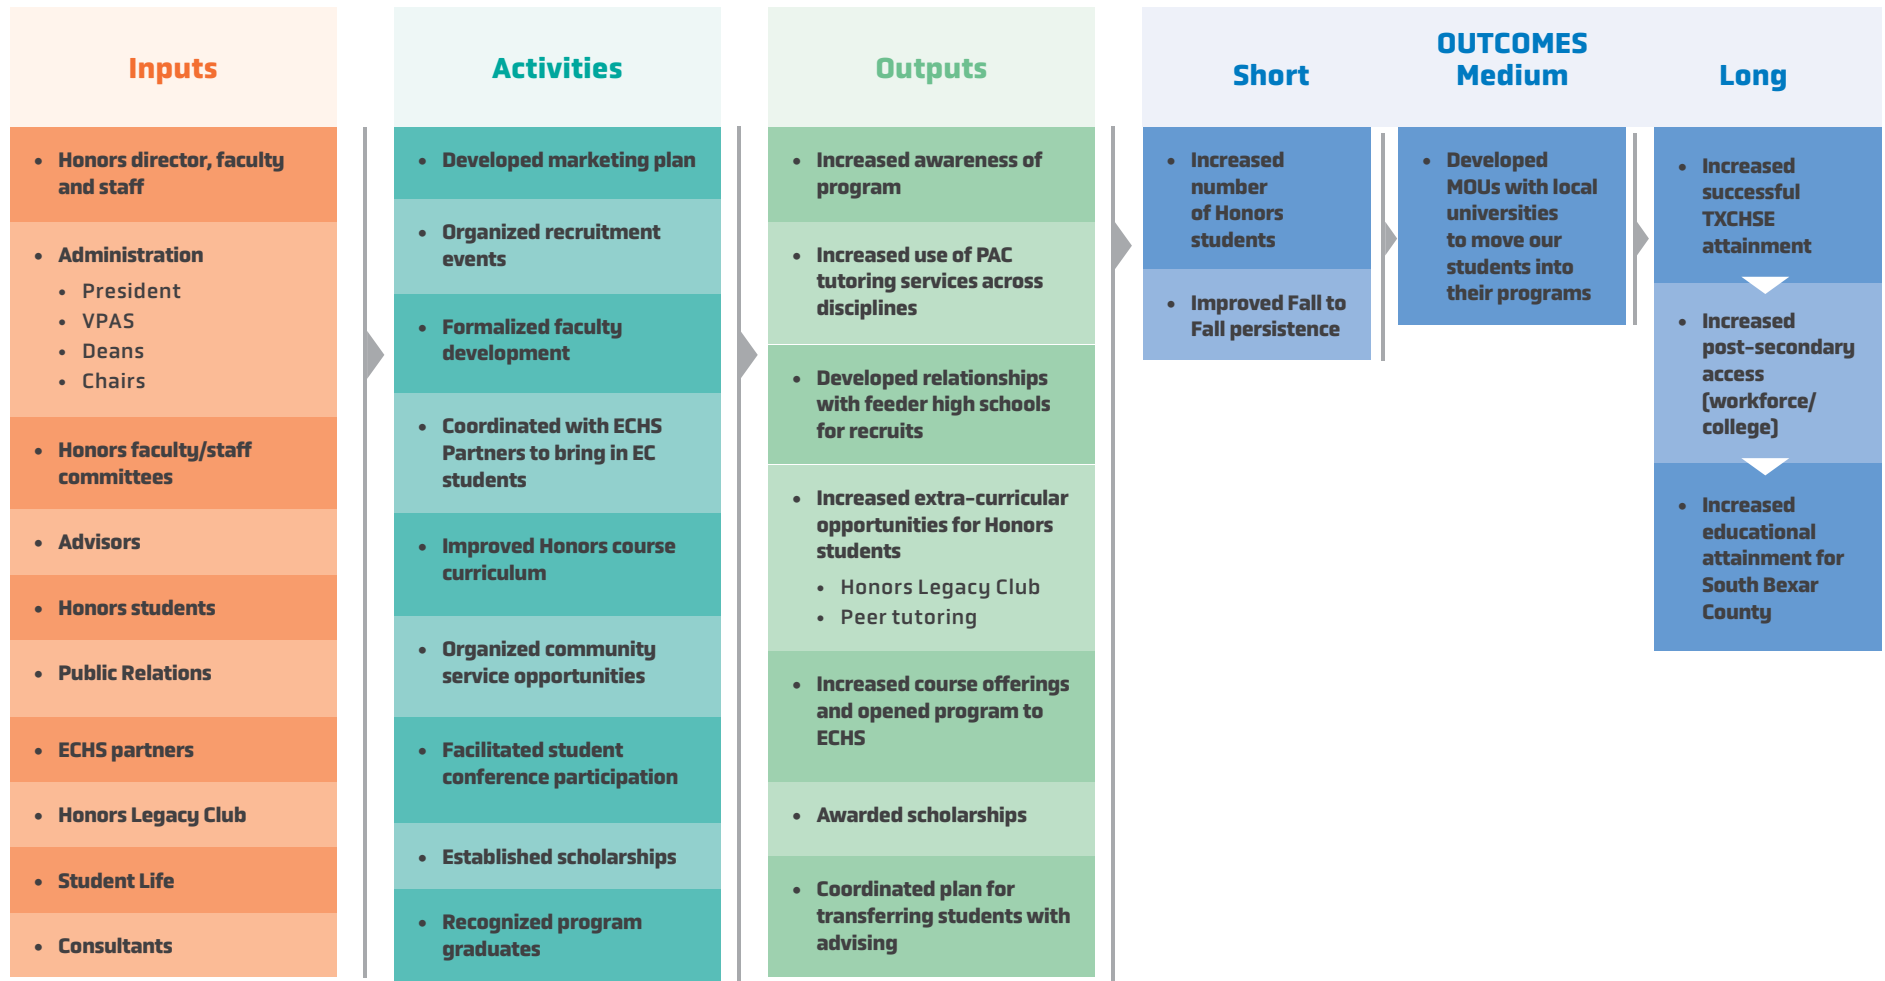 Inputs
• Honors director, faculty
and staff
• Administration
• President
• VPAS
• Deans
• Chairs
• Honors faculty/staff
committees
• Advisors
• Honors students
• Public Relations
• ECHS partners
• Honors Legacy Club
• Student Life
• Consultants
Activities
• Developed marketing plan
• Organized recruitment
events
• Formalized faculty
development
• Coordinated with ECHS
Partners to bring in EC
students
• Improved Honors course
curriculum
• Organized community
service opportunities
• Facilitated student
conference participation
• Established scholarships
• Recognized program
graduates
Outputs
• Increased awareness of
program
• Increased use of PAC
tutoring services across
disciplines
• Developed relationships
with feeder high schools
for recruits
• Increased extra-curricular
opportunities for Honors
students
• Honors Legacy Club
• Peer tutoring
• Increased course offerings
and opened program to
ECHS
• Awarded scholarships
• Coordinated plan for
transferring students with
advising
OUTCOMES
Short
• Increased
number
of Honors
students
• Improved Fall to
Fall persistence
Medium
• Developed
MOUs with local
universities
to move our
students into
their programs
Long
• Increased
successful
TXCHSE
attainment
• Increased
post-secondary
access
(workforce/
college)
• Increased
educational
attainment for
South Bexar
County